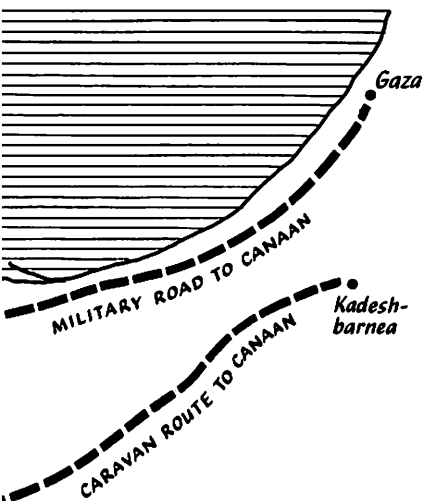 Gaza
MILITARY ROAD TO CANAAN
Kadesh-
barnea
CARAVAN ROUTE TO CANAAN